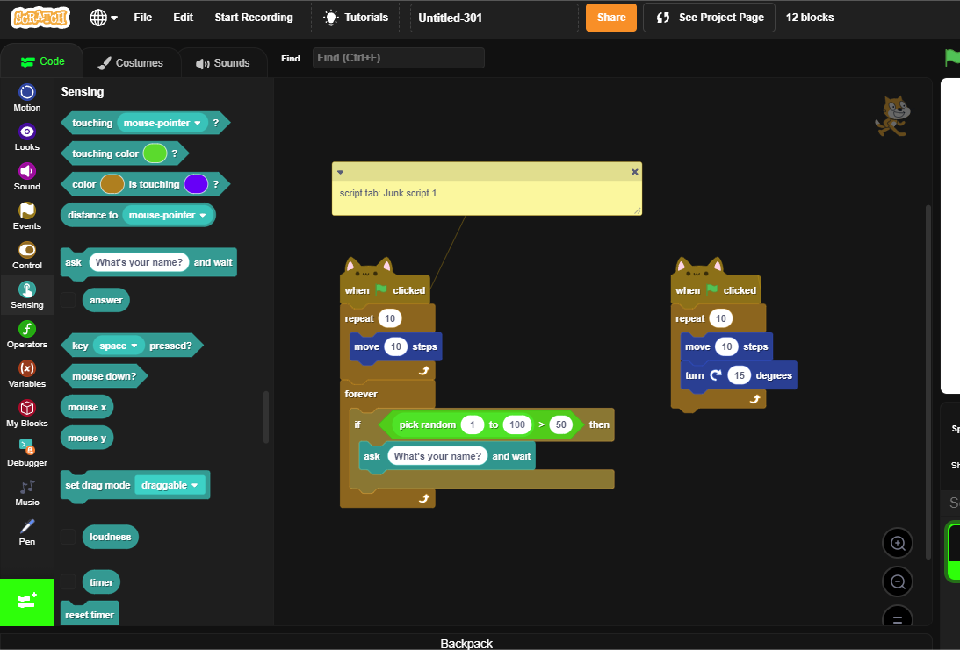 SCRATCH
File Edit Start Recording Tutorials Untitled-301 Share See Project Page 12 blocks
Code Costumes Sounds Find Find (Ctrl+F)
Motion
Looks
Sound
Events
Control
Sensing
Operators
Variables
My Blocks
Debugger
Music
Pen
Sensing
touching mouse-pointer ?
touching color ?
color is touching ?
distance to mouse-pointer
ask What's your name? and wait
answer
key space pressed?
mouse down?
mouse x
mouse y
set drag mode draggable
loudness
timer
reset timer
script tab: Junk script 1
when clicked
repeat 10
move 10 steps
forever
if pick random 1 to 100 > 50 then
ask What's your name? and wait
when clicked
repeat 10
move 10 steps
turn 15 degrees
Backpack